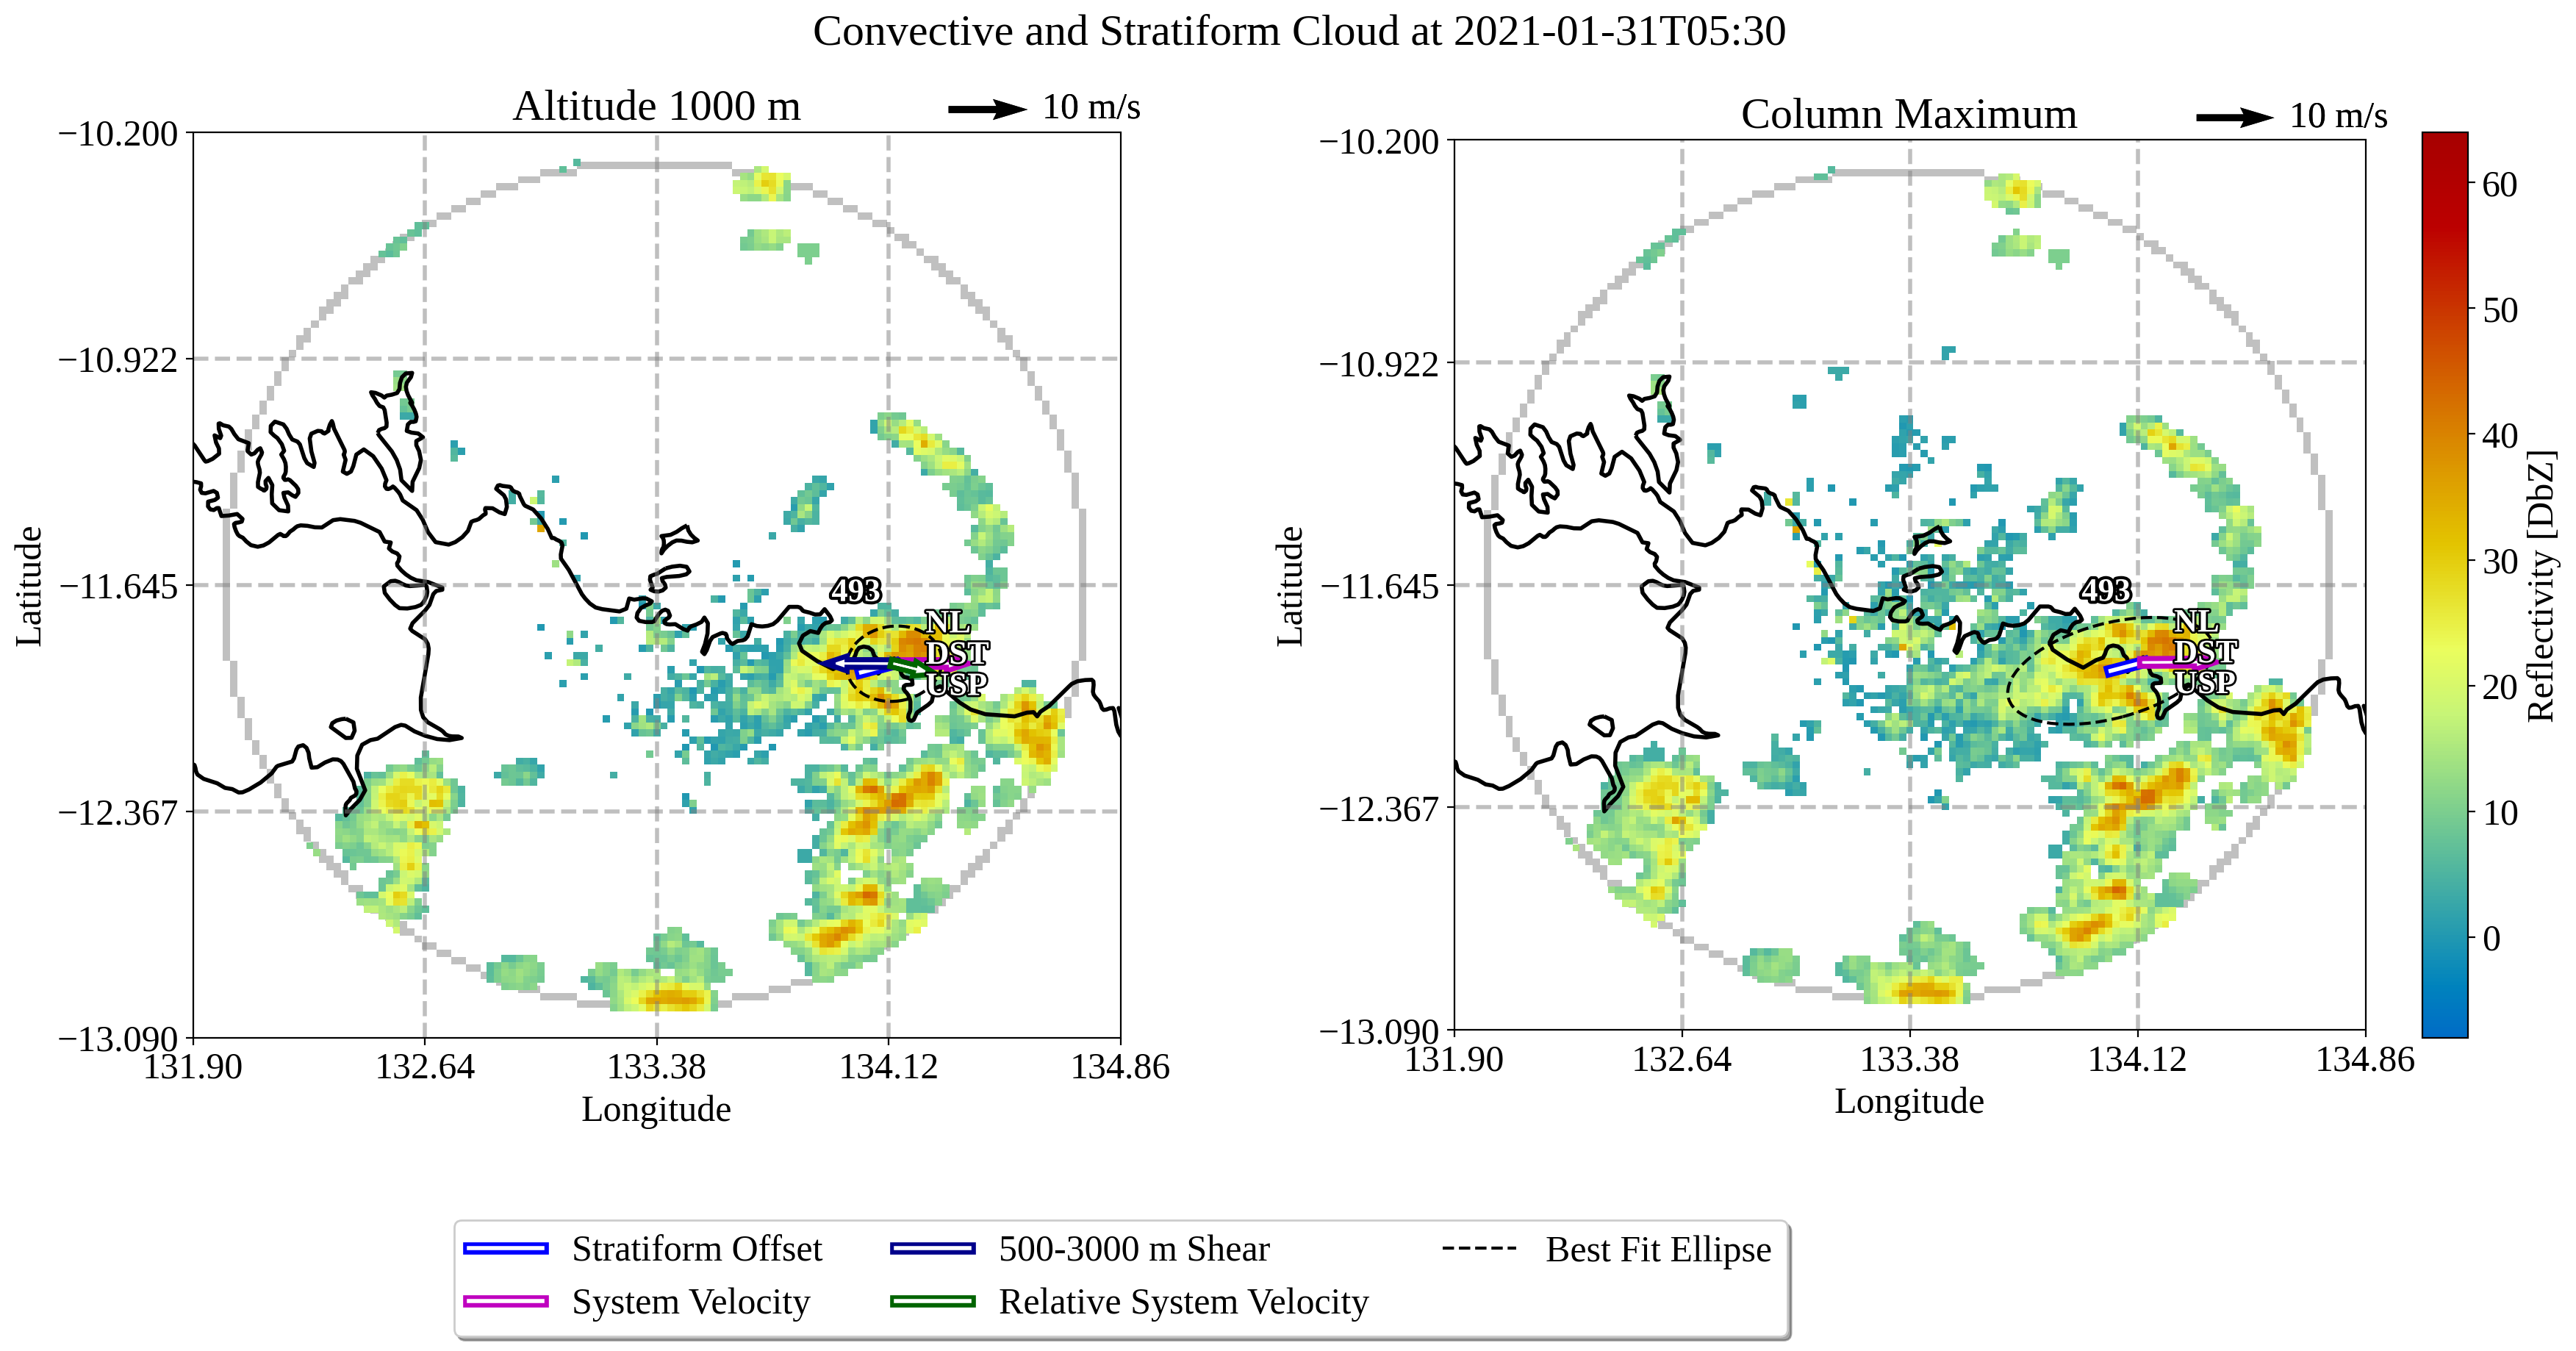 Convective and Stratiform Cloud at 2021-01-31T05:30
Altitude 1000 m
10 m/s
−10.200
−10.922
−11.645
−12.367
−13.090
Latitude
131.90
132.64
133.38
134.12
134.86
Longitude
493
NL
DST
USP
Column Maximum
10 m/s
−10.200
−10.922
−11.645
−12.367
−13.090
Latitude
131.90
132.64
133.38
134.12
134.86
Longitude
493
NL
DST
USP
60
50
40
30
20
10
0
Reflectivity [DbZ]
Stratiform Offset
System Velocity
500-3000 m Shear
Relative System Velocity
Best Fit Ellipse